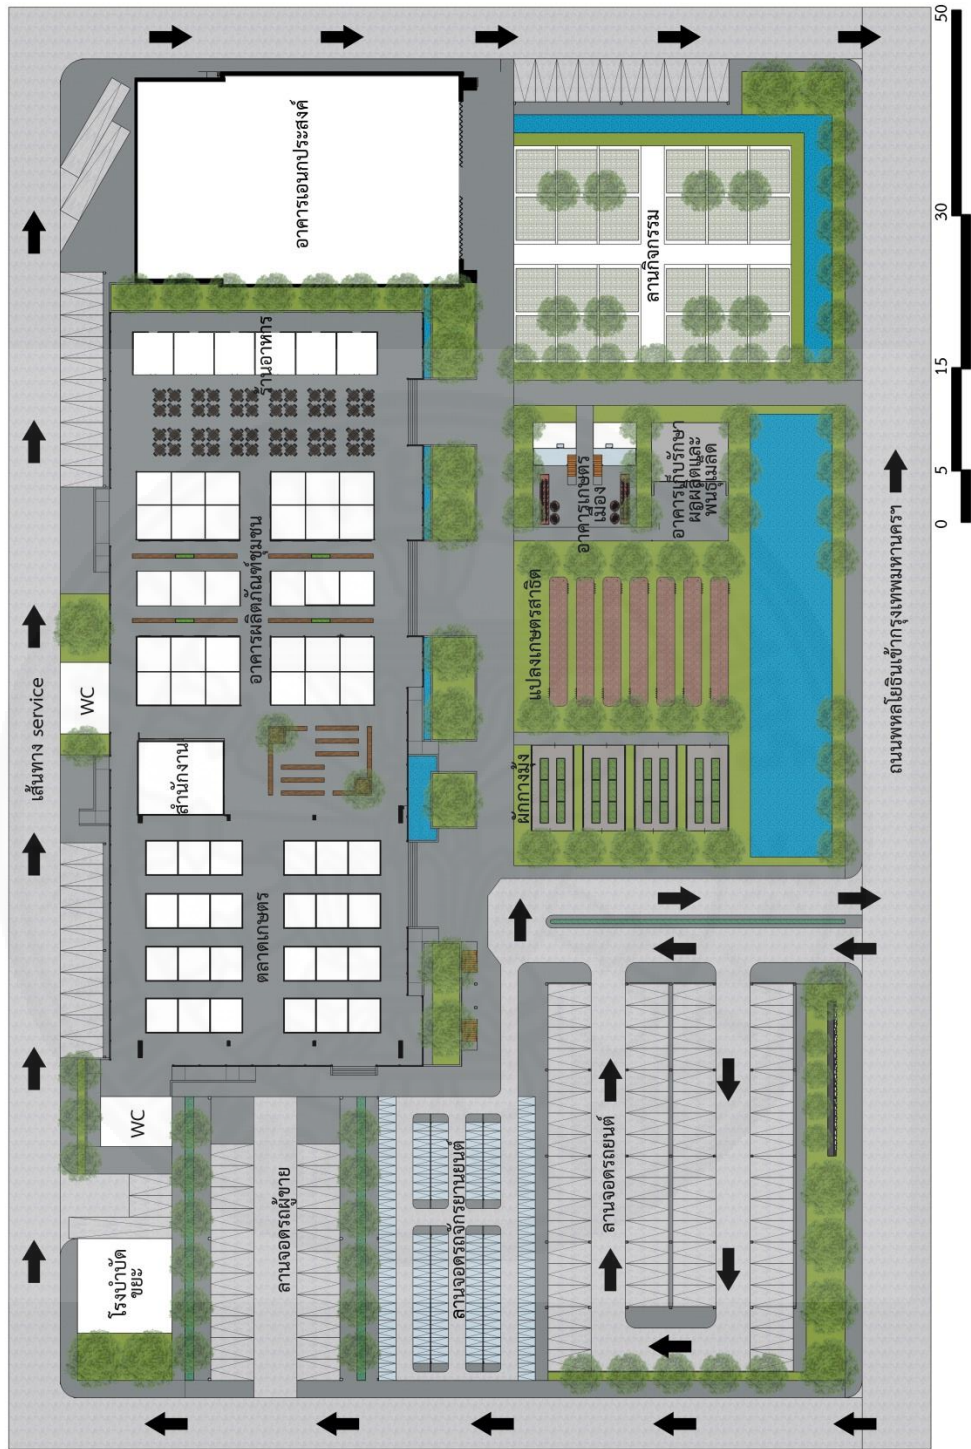 เส้นทาง service
WC
WC
โรงบำบัด
ขยะ
สำนักงาน
ตลาดเกษตร
อาคารผลิตภัณฑ์ชุมชน
ร้านอาหาร
อาคารเอนกประสงค์
ลานจอดรถผู้ขาย
ลานจอดรถจักรยานยนต์
ผักกางมุ้ง
แปลงเกษตรสาธิต
อาคารเกษตร
เมือง
อาคารเก็บรักษา
ผลผลิตและ
พันธุ์เมล็ด
ลานกิจกรรม
ลานจอดรถยนต์
ถนนพหลโยธินเข้ากรุงเทพมหานครฯ
0 5 15 30 50